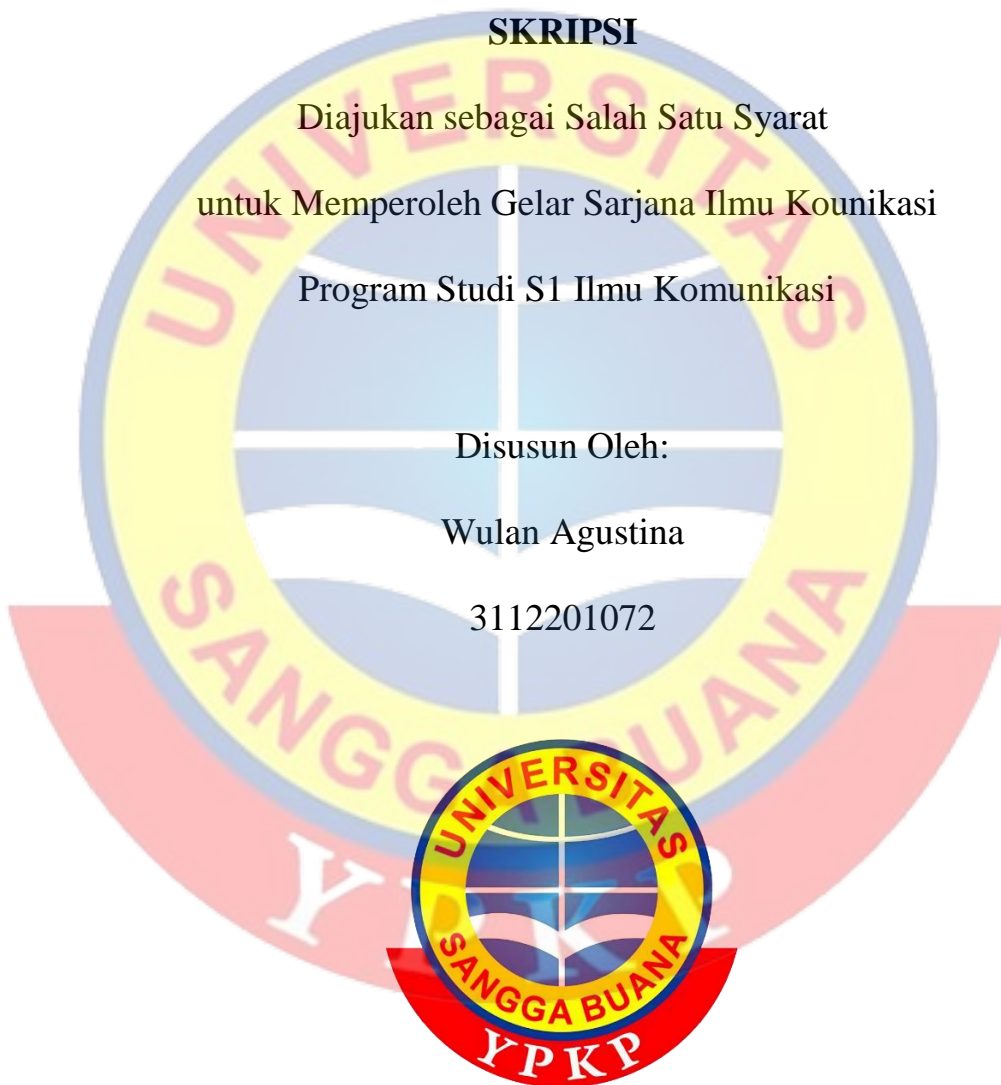 SKRIPSI
Diajukan sebagai Salah Satu Syarat
untuk Memperoleh Gelar Sarjana Ilmu Kounikasi
Program Studi S1 Ilmu Komunikasi
Disusun Oleh:
Wulan Agustina
3112201072
UNIVERSITAS
SANGGA BUANA
YPKP
UNIVERSITAS
SANGGA BUANA
YPKP